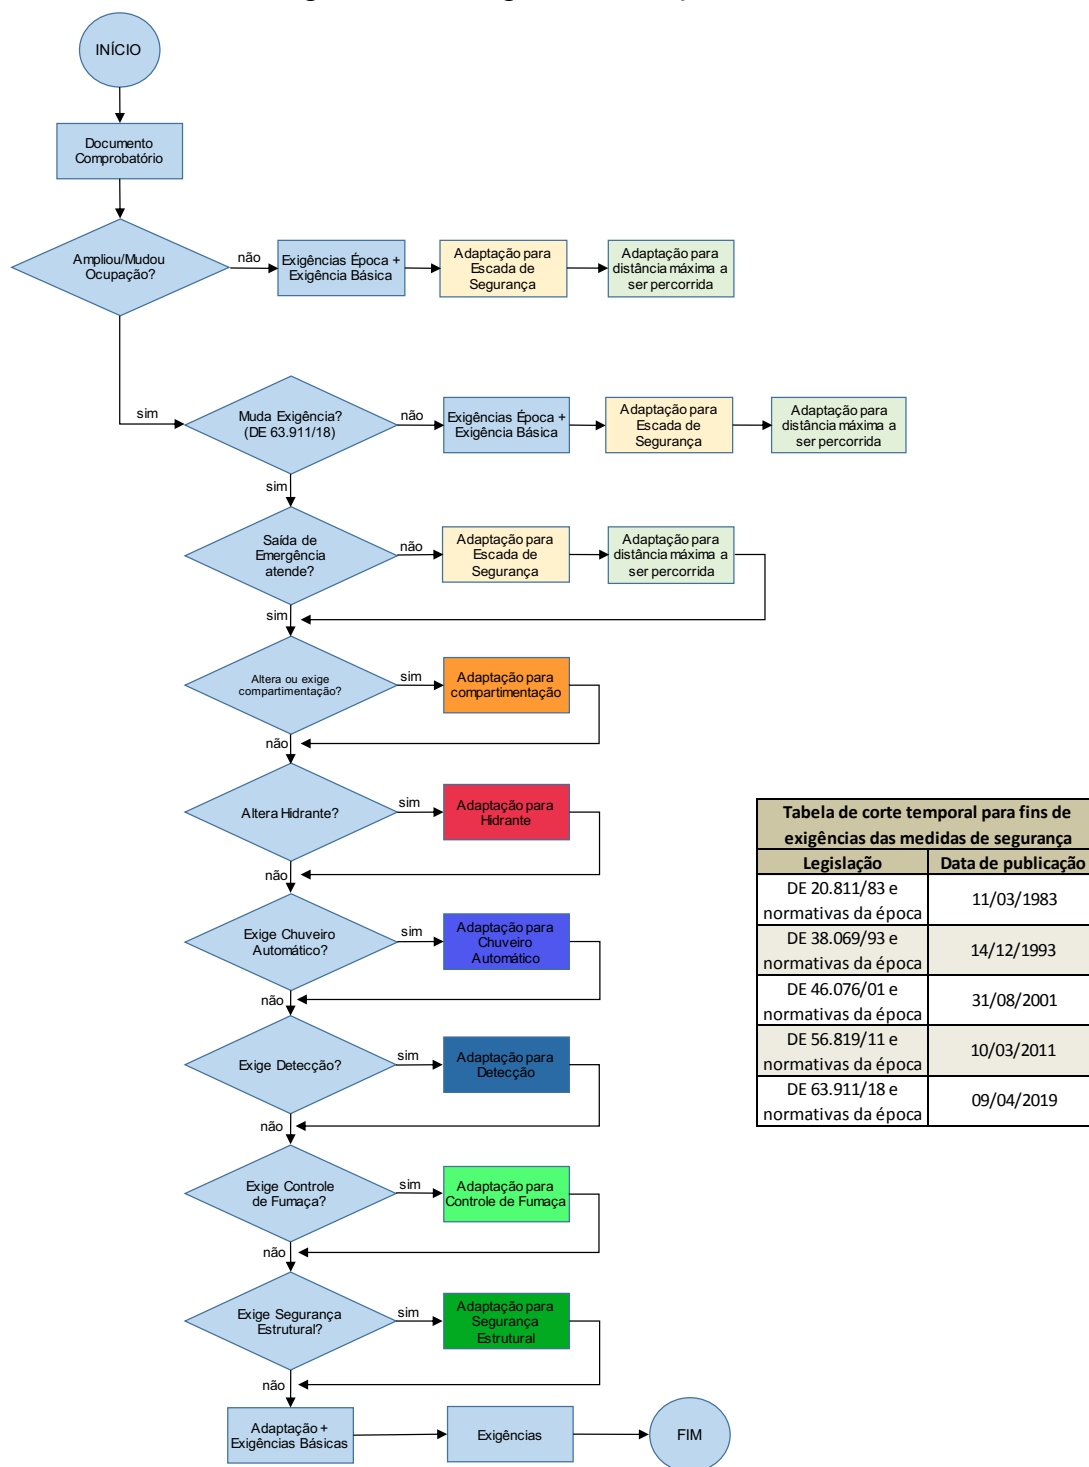 INÍCIO
Documento
Comprobatório
Ampliou/Mudou
Ocupação?
não
Exigências Época +
Exigência Básica
Adaptação para
Escada de
Segurança
Adaptação para
distância máxima a
ser percorrida
sim
Muda Exigência?
(DE 63.911/18)
não
Exigências Época +
Exigência Básica
Adaptação para
Escada de
Segurança
Adaptação para
distância máxima a
ser percorrida
sim
Saída de
Emergência
atende?
não
Adaptação para
Escada de
Segurança
Adaptação para
distância máxima a
ser percorrida
sim
Altera ou exige
compartimentação?
sim
Adaptação para
compartimentação
não
Altera Hidrante?
sim
Adaptação para
Hidrante
não
Exige Chuveiro
Automático?
sim
Adaptação para
Chuveiro
Automático
não
Exige Detecção?
sim
Adaptação para
Detecção
não
Exige Controle
de Fumaça?
sim
Adaptação para
Controle de Fumaça
não
Exige Segurança
Estrutural?
sim
Adaptação para
Segurança
Estrutural
não
Adaptação +
Exigências Básicas
Exigências
FIM
Tabela de corte temporal para fins de
exigências das medidas de segurança
Legislação
Data de publicação
DE 20.811/83 e
normativas da época
11/03/1983
DE 38.069/93 e
normativas da época
14/12/1993
DE 46.076/01 e
normativas da época
31/08/2001
DE 56.819/11 e
normativas da época
10/03/2011
DE 63.911/18 e
normativas da época
09/04/2019